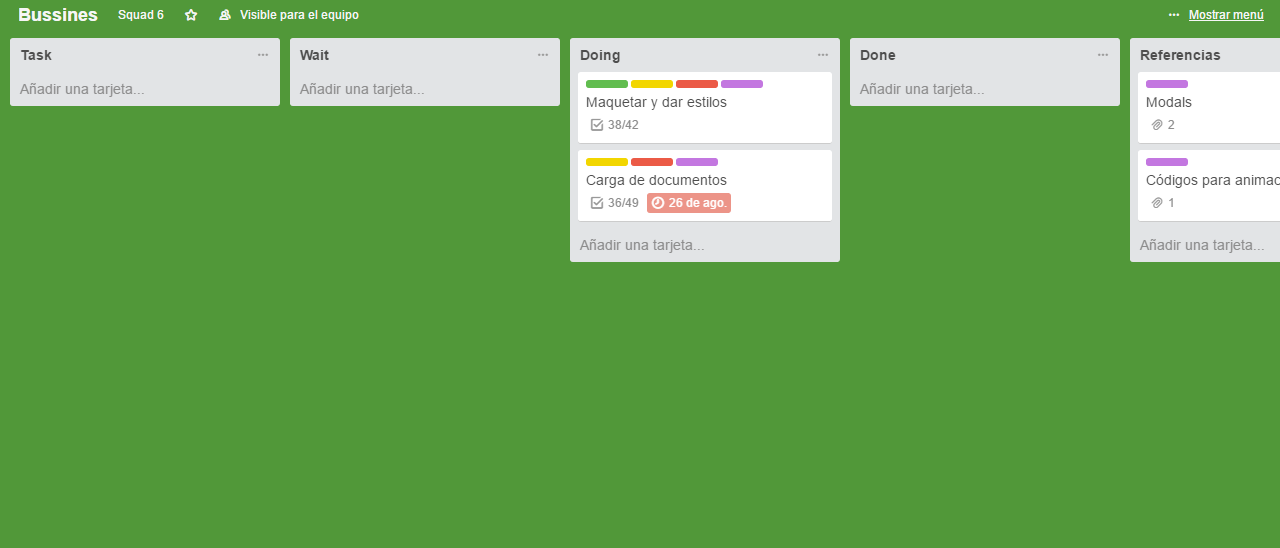 Bussines
Squad 6
Visible para el equipo
Mostrar menú
Task
Añadir una tarjeta...
Wait
Añadir una tarjeta...
Doing
Maquetar y dar estilos
38/42
Carga de documentos
36/49
26 de ago.
Añadir una tarjeta...
Done
Añadir una tarjeta...
Referencias
Modals
2
Códigos para animac
1
Añadir una tarjeta...